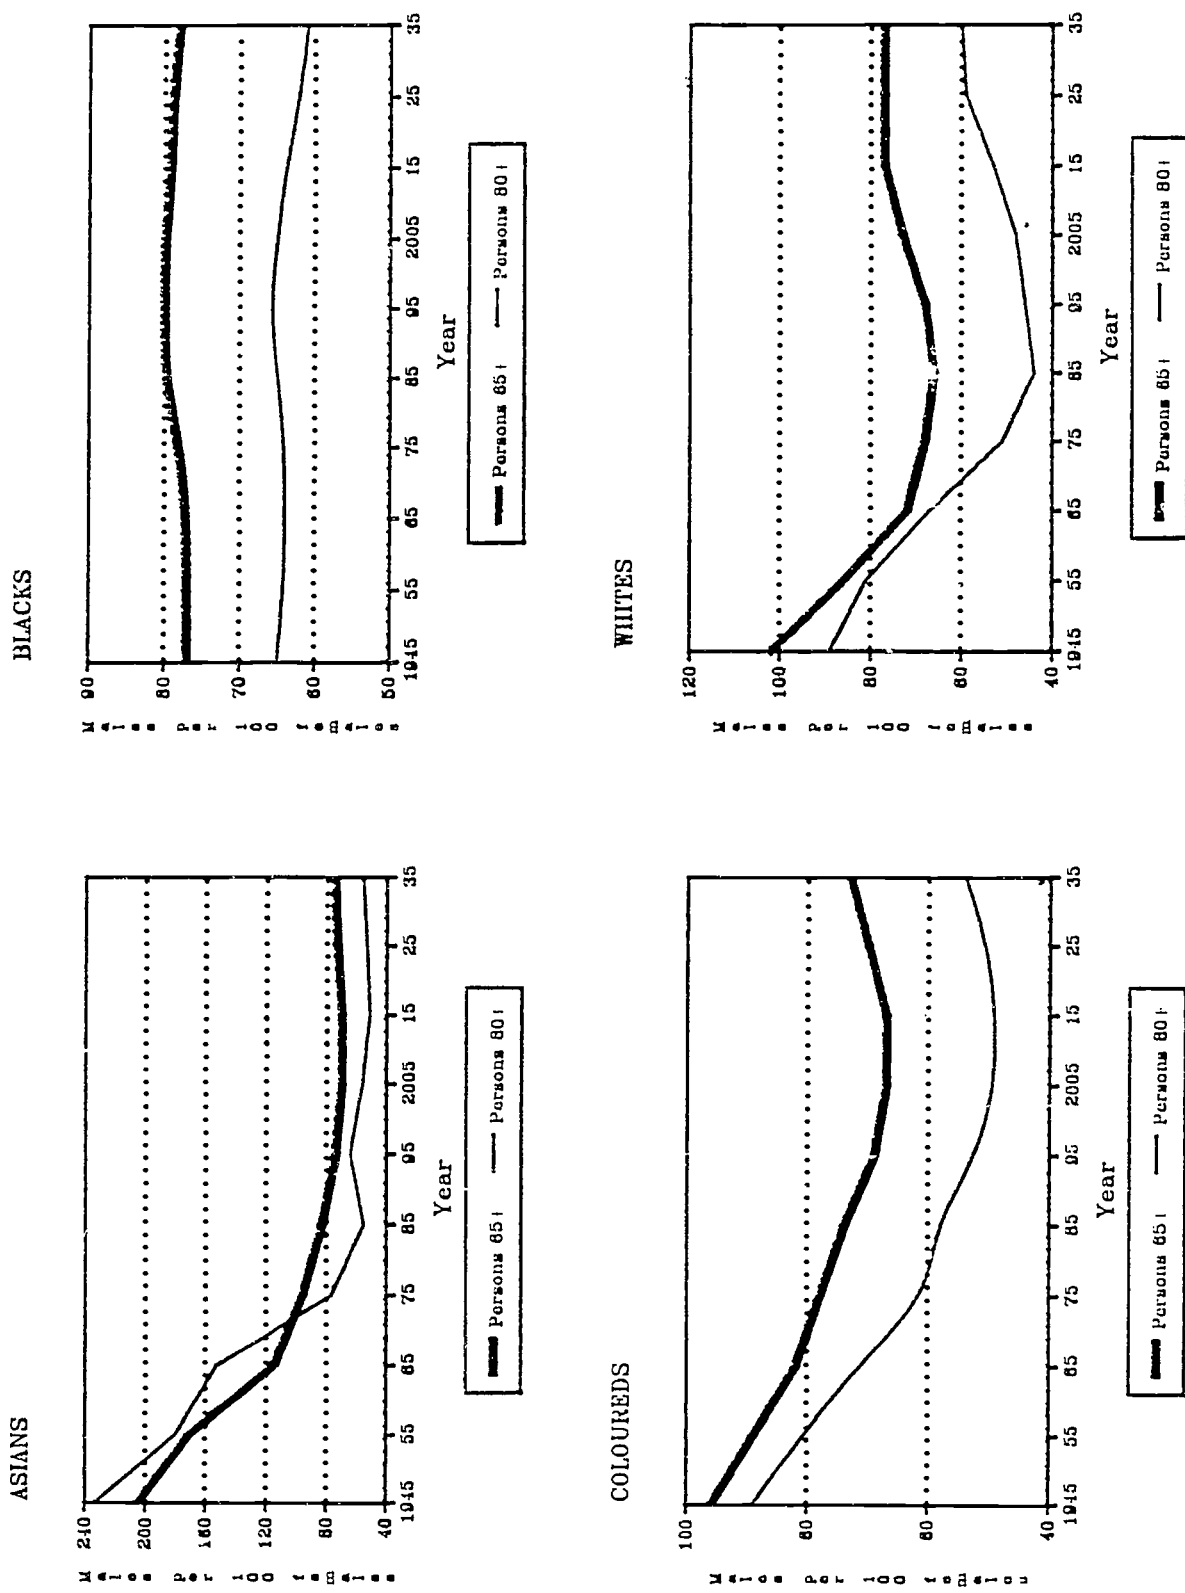 ASIANS
Males per 100 females
240
200
160
120
80
40
1945 55 65 75 85 95 2005 15 25 35
Year
Persons 65+ Persons 80+
BLACKS
Males per 100 females
90
80
70
60
50
1945 55 65 75 85 95 2005 15 25 35
Year
Persons 65+ Persons 80+
COLOUREDS
Males per 100 females
100
80
60
40
1945 55 65 75 85 95 2005 15 25 35
Year
Persons 65+ Persons 80+
WHITES
Males per 100 females
120
100
80
60
40
1945 55 65 75 85 95 2005 15 25 35
Year
Persons 65+ Persons 80+